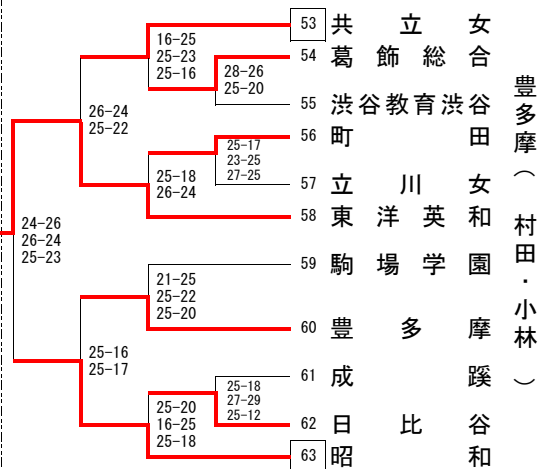 53 共立女
16-25
25-23
25-16
54 葛飾総合
28-26
25-20
55 渋谷教育渋谷
26-24
25-22
56 町田
25-17
23-25
27-25
25-18
26-24
57 立川女
58 東洋英和
24-26
26-24
25-23
59 駒場学園
21-25
25-22
25-20
60 豊多摩
25-16
25-17
61 成蹊
25-18
27-29
25-12
25-20
16-25
25-18
62 日比谷
63 昭和
豊多摩（村田・小林）